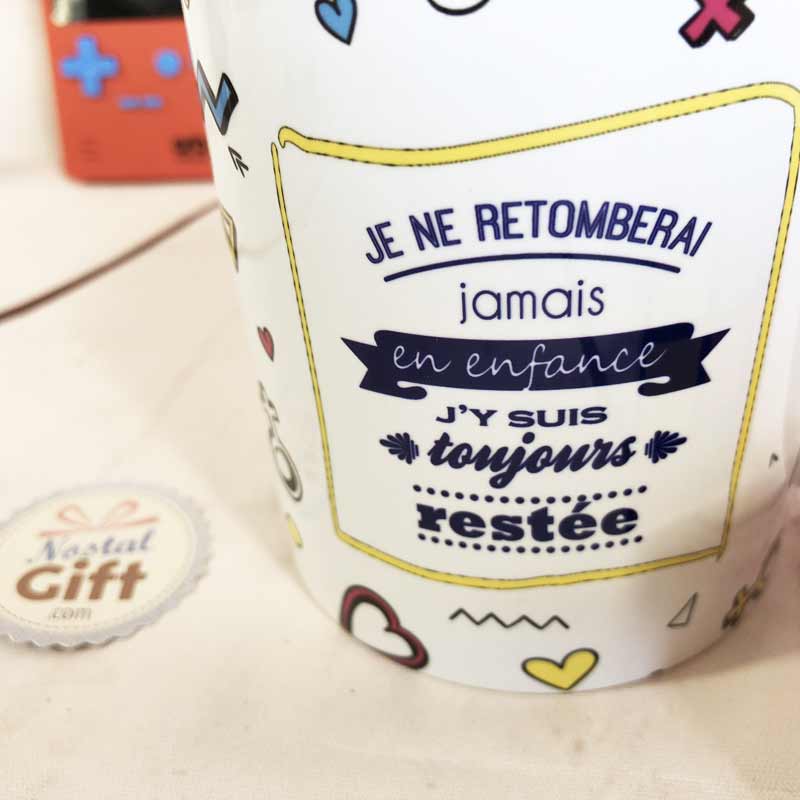 JE NE RETOMBERAI
jamais
en enfance
J'Y SUIS
toujours
restée
Nostal
Gift
.com